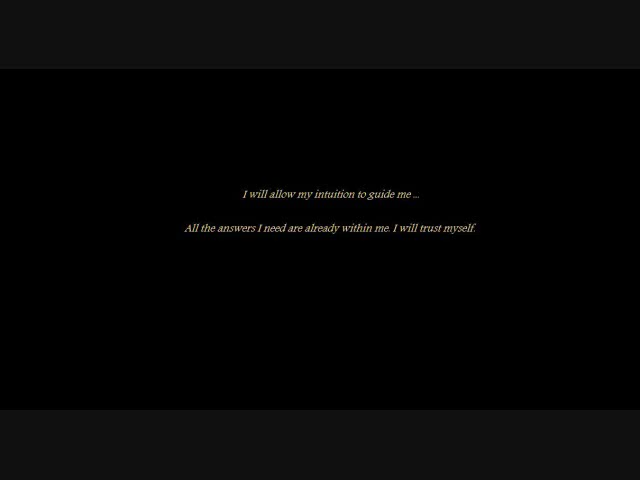 I will allow my intuition to guide me ...
All the answers I need are already within me. I will trust myself.